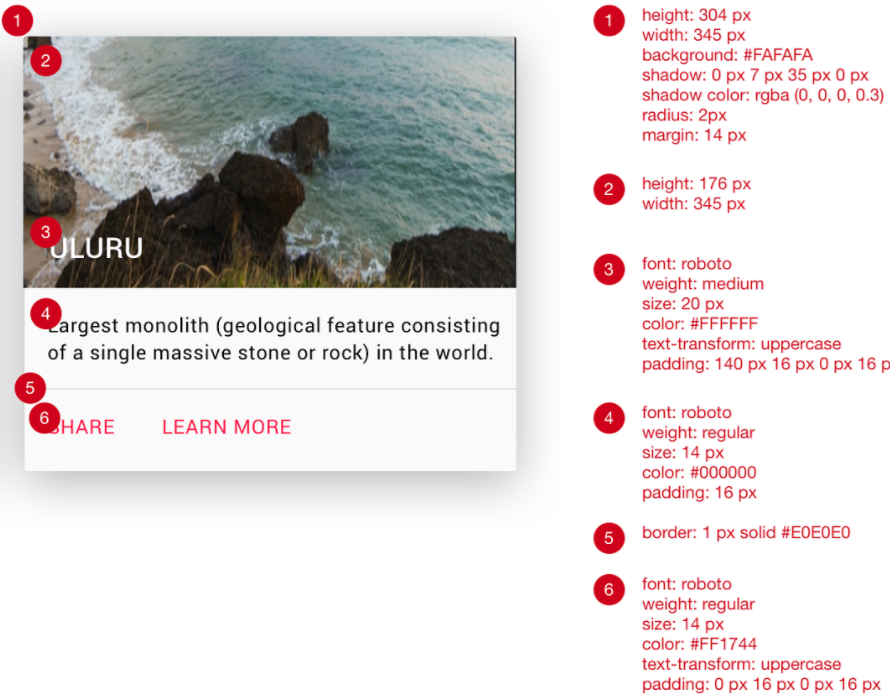 1
2
3
ULURU
4
Largest monolith (geological feature consisting
of a single massive stone or rock) in the world.
5
6
SHARE LEARN MORE
1
height: 304 px
width: 345 px
background: #FAFAFA
shadow: 0 px 7 px 35 px 0 px
shadow color: rgba (0, 0, 0, 0.3)
radius: 2px
margin: 14 px
2
height: 176 px
width: 345 px
3
font: roboto
weight: medium
size: 20 px
color: #FFFFFF
text-transform: uppercase
padding: 140 px 16 px 0 px 16 p
4
font: roboto
weight: regular
size: 14 px
color: #000000
padding: 16 px
5
border: 1 px solid #E0E0E0
6
font: roboto
weight: regular
size: 14 px
color: #FF1744
text-transform: uppercase
padding: 0 px 16 px 0 px 16 px